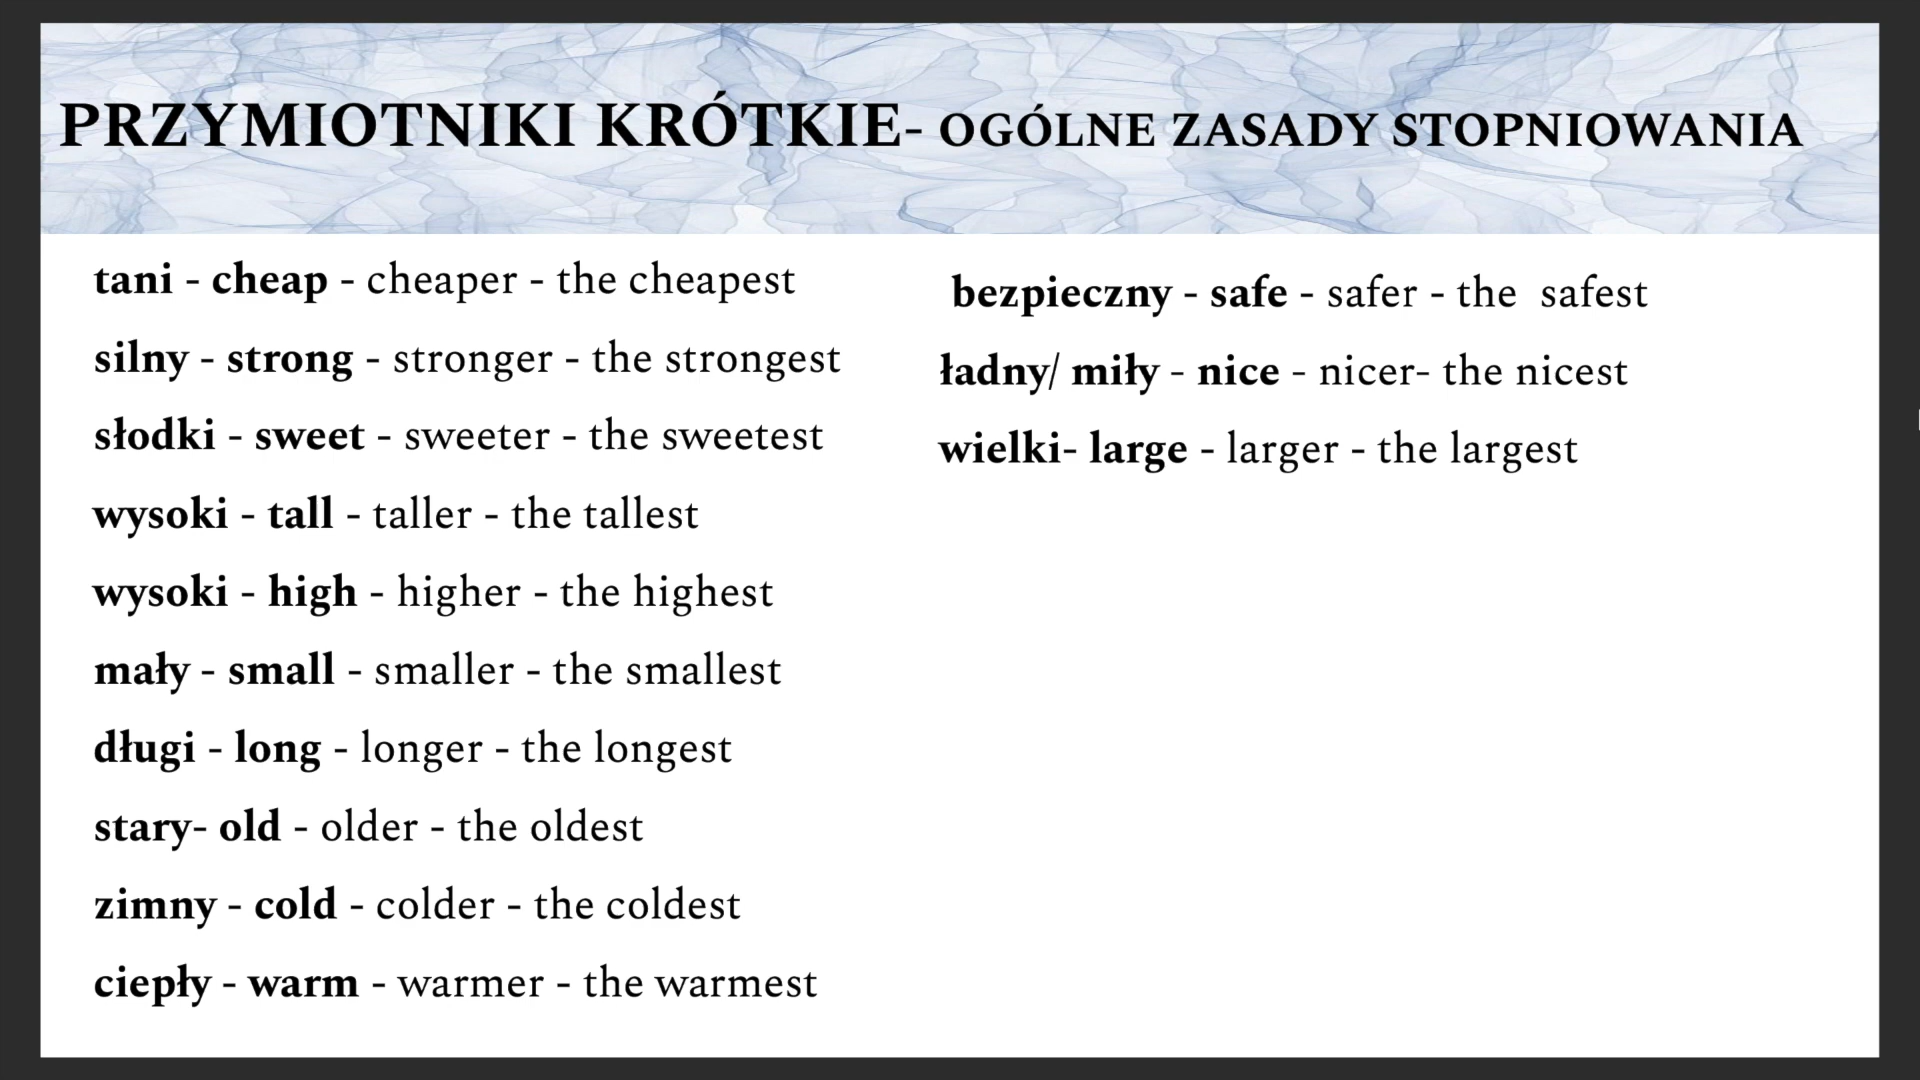 PRZYMIOTNIKI KRÓTKIE- OGÓLNE ZASADY STOPNIOWANIA
tani - cheap - cheaper - the cheapest
silny - strong - stronger - the strongest
słodki - sweet - sweeter - the sweetest
wysoki - tall - taller - the tallest
wysoki - high - higher - the highest
mały - small - smaller - the smallest
długi - long - longer - the longest
stary- old - older - the oldest
zimny - cold - colder - the coldest
ciepły - warm - warmer - the warmest
bezpieczny - safe - safer - the  safest
ładny/ miły - nice - nicer- the nicest
wielki- large - larger - the largest